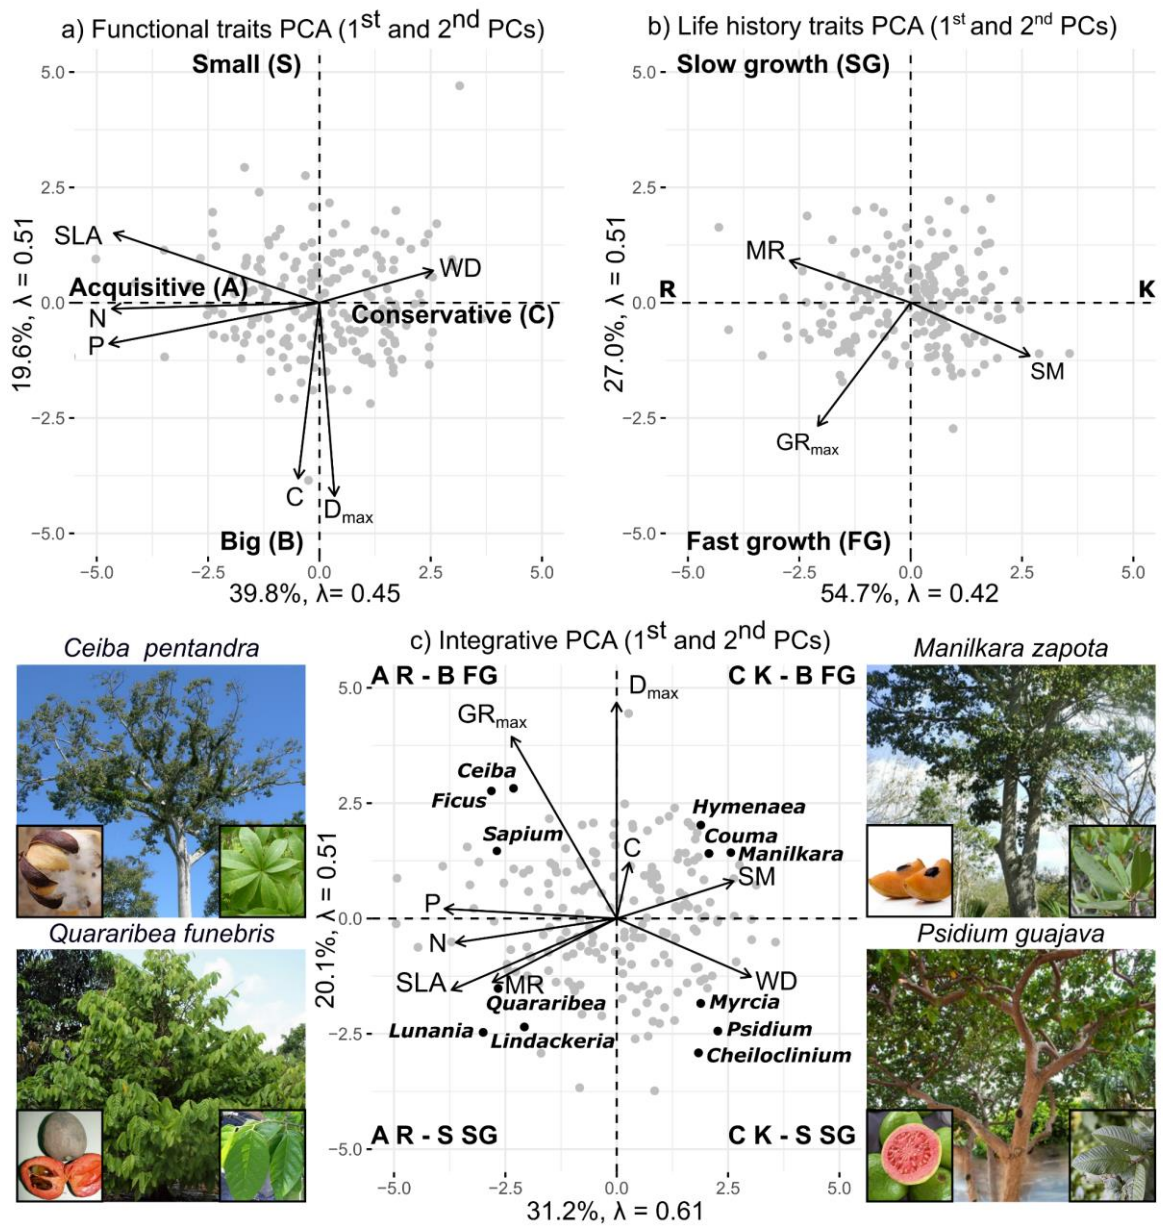 a) Functional traits PCA (1st and 2nd PCs)
Small (S)
5.0
2.5
0.0
−2.5
−5.0
SLA
WD
Acquisitive (A)
N
Conservative (C)
P
C
Dmax
Big (B)
−5.0
−2.5
0.0
2.5
5.0
19.6%, λ = 0.51
39.8%, λ= 0.45
b) Life history traits PCA (1st and 2nd PCs)
Slow growth (SG)
5.0
2.5
0.0
−2.5
−5.0
MR
R
K
SM
GRmax
Fast growth (FG)
−5.0
−2.5
0.0
2.5
5.0
27.0%, λ = 0.51
54.7%, λ = 0.42
c) Integrative PCA (1st and 2nd PCs)
Ceiba pentandra
Manilkara zapota
Quararibea funebris
Psidium guajava
A R - B FG
C K - B FG
5.0
2.5
0.0
−2.5
−5.0
Dmax
GRmax
Ceiba
Ficus
Sapium
Hymenaea
Couma
C
Manilkara
SM
P
N
SLA
MR
WD
Quararibea
Myrcia
Lunania
Lindackeria
Psidium
Cheiloclinium
A R - S SG
C K - S SG
−5.0
−2.5
0.0
2.5
5.0
20.1%, λ = 0.51
31.2%, λ = 0.61